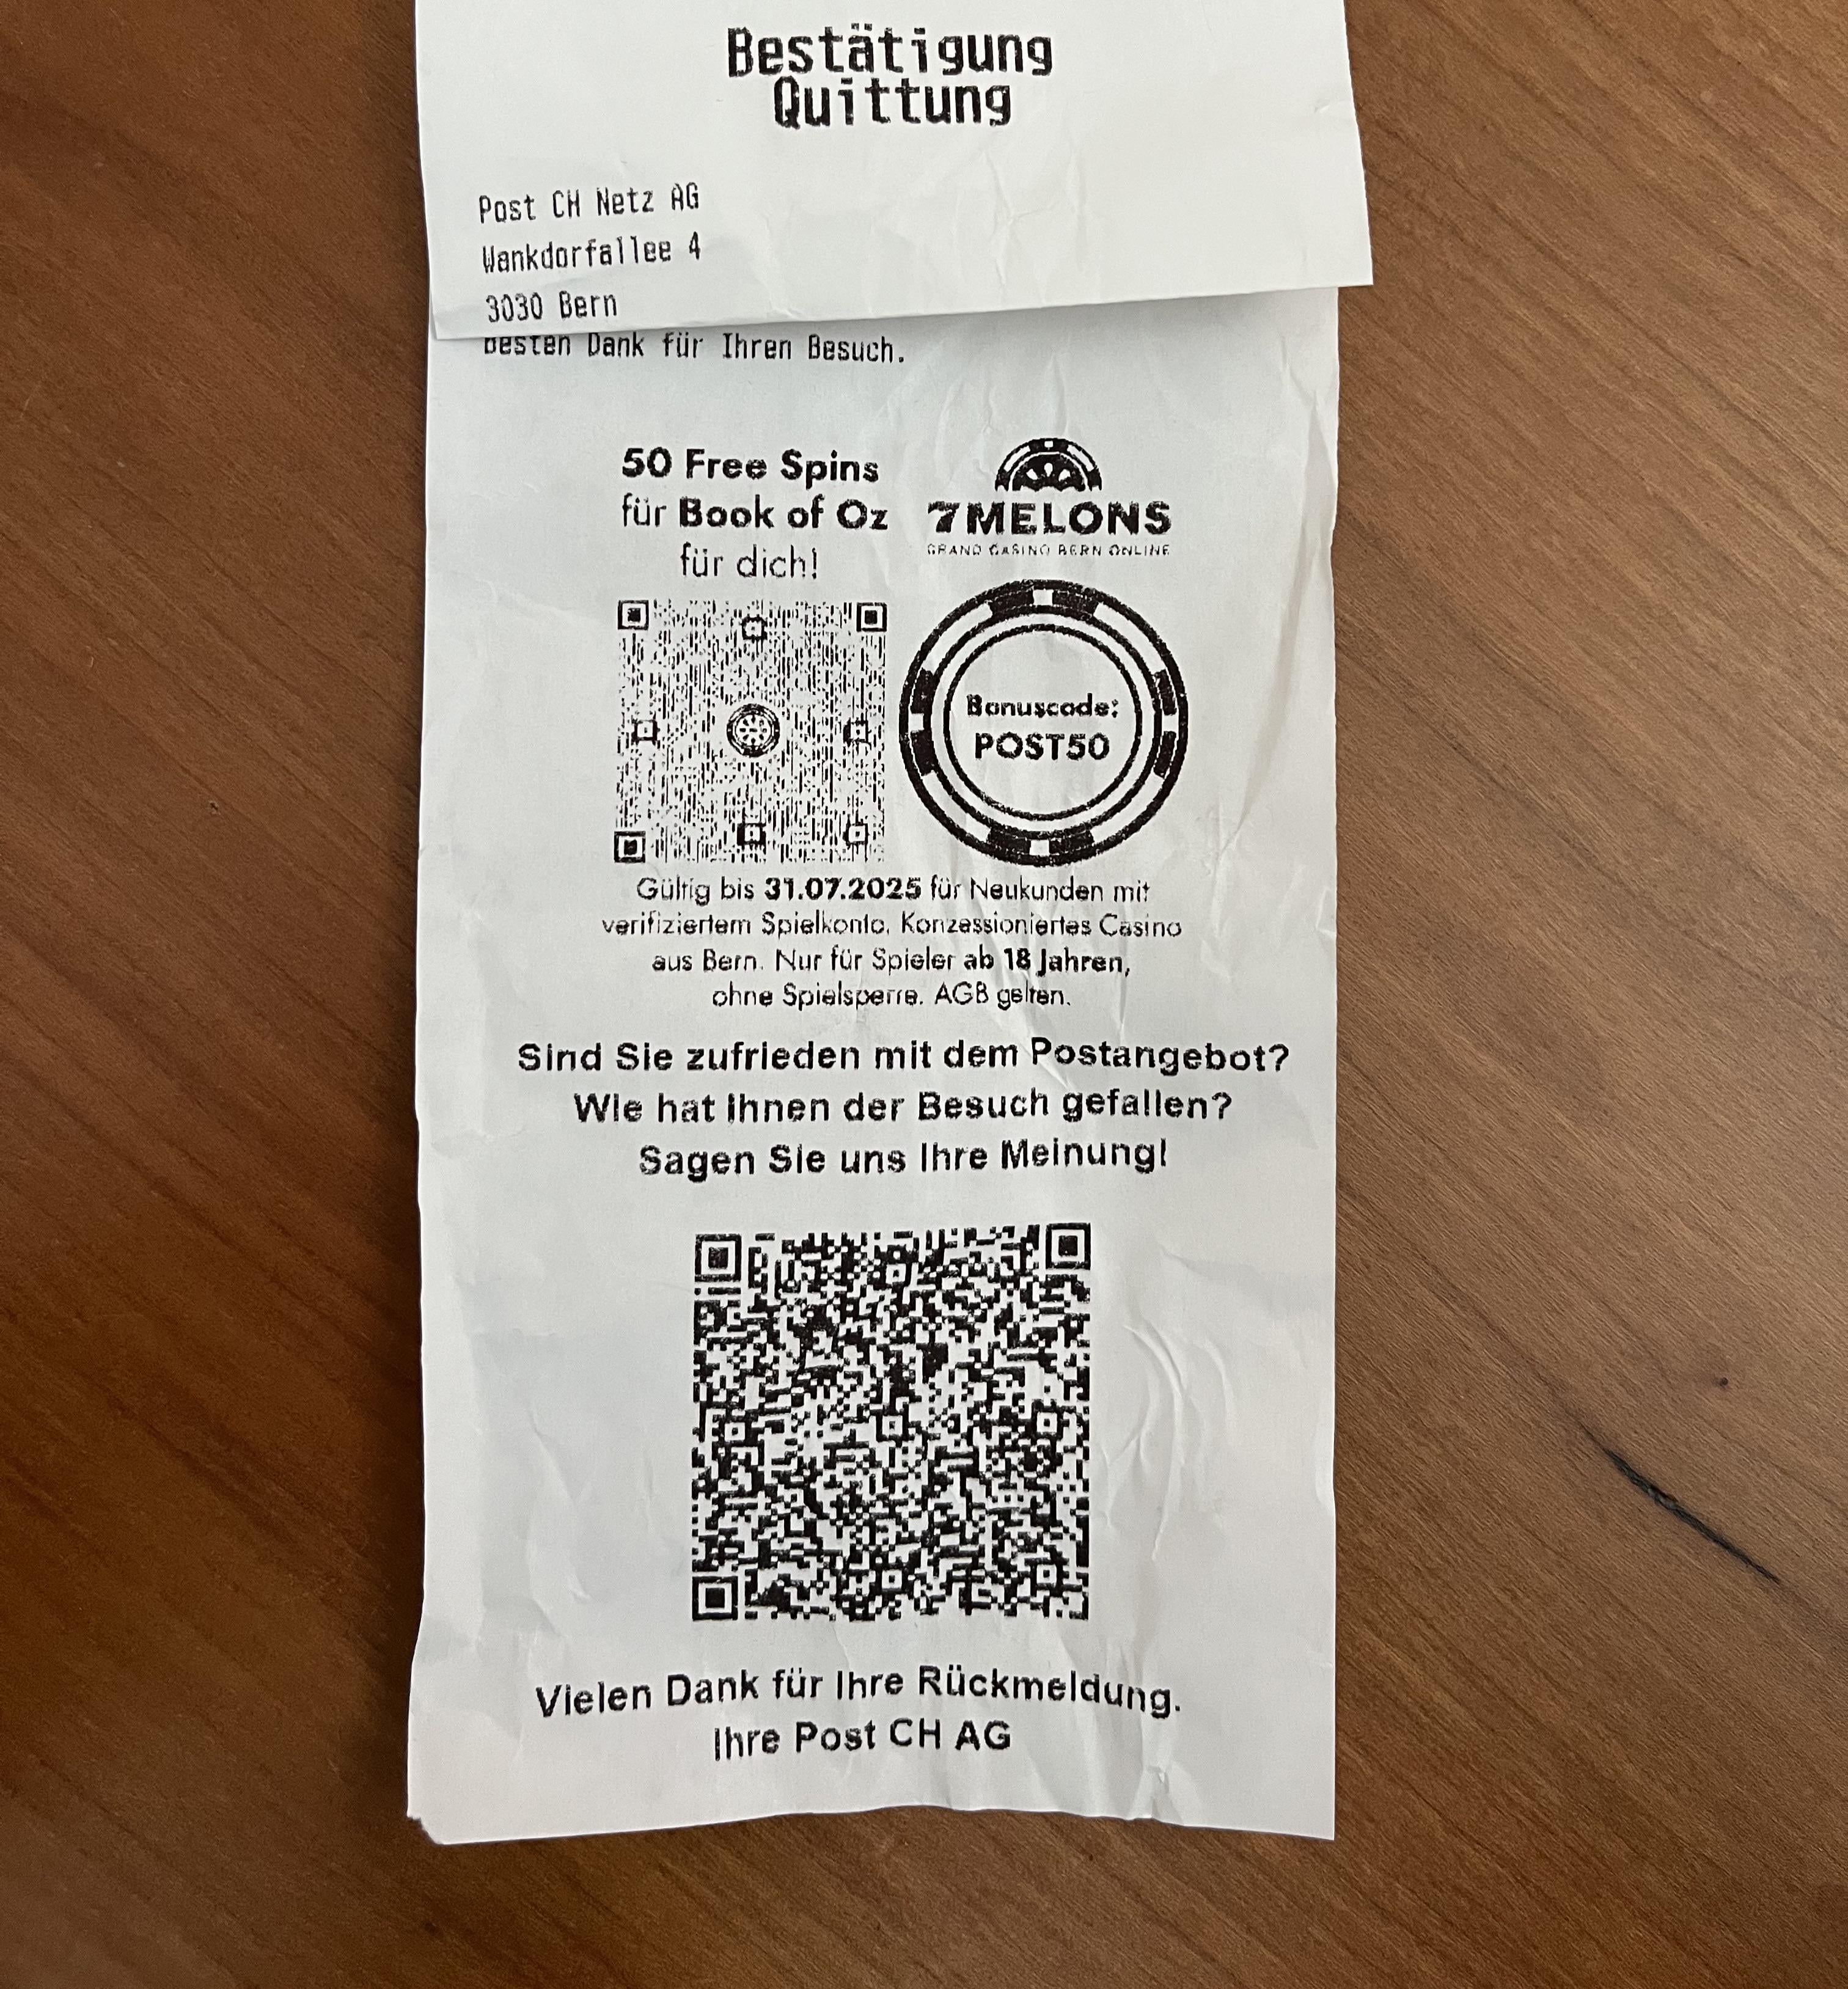 Bestätigung
Quittung
Post CH Netz AG
Wankdorfallee 4
3030 Bern
Besten Dank für Ihren Besuch.
50 Free Spins
für Book of Oz
für dich!
7MELONS
GRAND CASINO BERN ONLINE
Bonuscode:
POST50
Gültig bis 31.07.2025 für Neukunden mit
verifiziertem Spielkonto. Konzessioniertes Casino
aus Bern. Nur für Spieler ab 18 Jahren,
ohne Spielsperre. AGB gelten.
Sind Sie zufrieden mit dem Postangebot?
Wie hat Ihnen der Besuch gefallen?
Sagen Sie uns Ihre Meinung!
Vielen Dank für Ihre Rückmeldung.
Ihre Post CH AG